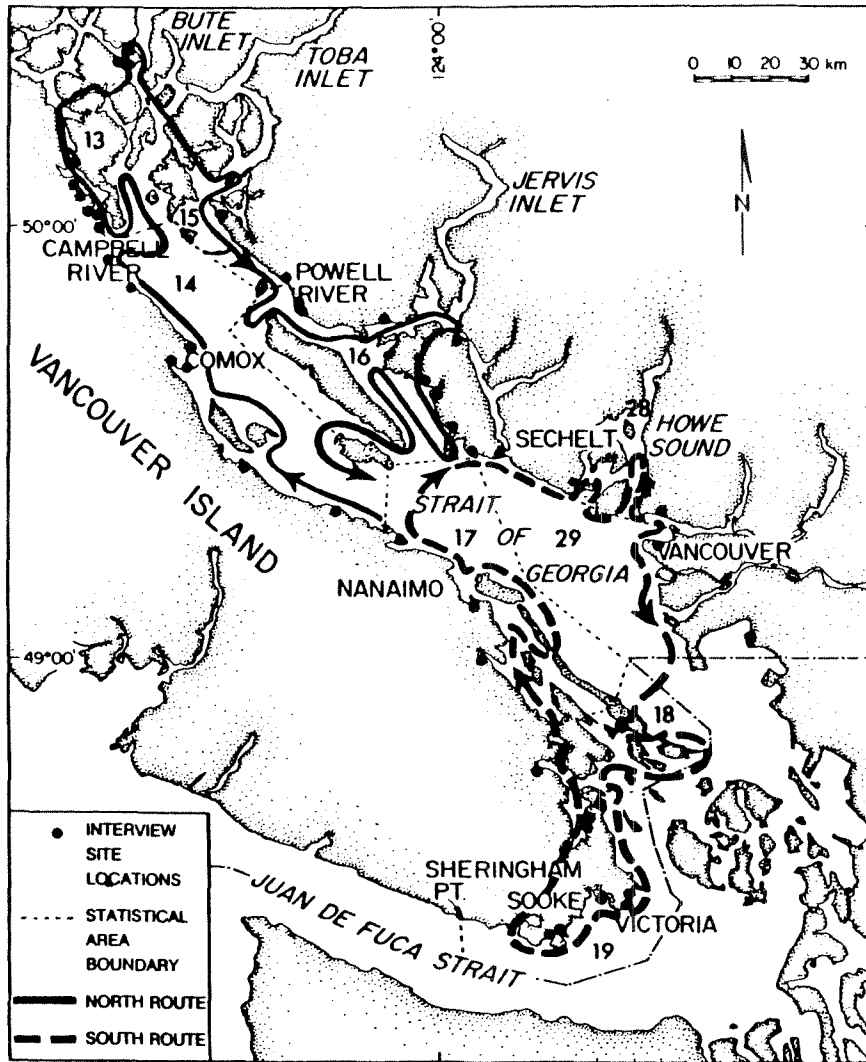 BUTE
INLET
TOBA
INLET
124°00'
0 10 20 30 km
13
JERVIS
INLET
N
15
50°00'
CAMPBELL
RIVER
14
POWELL
RIVER
16
COMOX
VANCOUVER ISLAND
28
HOWE
SOUND
SECHELT
STRAIT
17 OF 29
GEORGIA
VANCOUVER
NANAIMO
49°00'
18
SHERINGHAM
PT
SOOKE
VICTORIA
19
JUAN DE FUCA STRAIT
INTERVIEW
SITE
LOCATIONS
STATISTICAL
AREA
BOUNDARY
NORTH ROUTE
SOUTH ROUTE